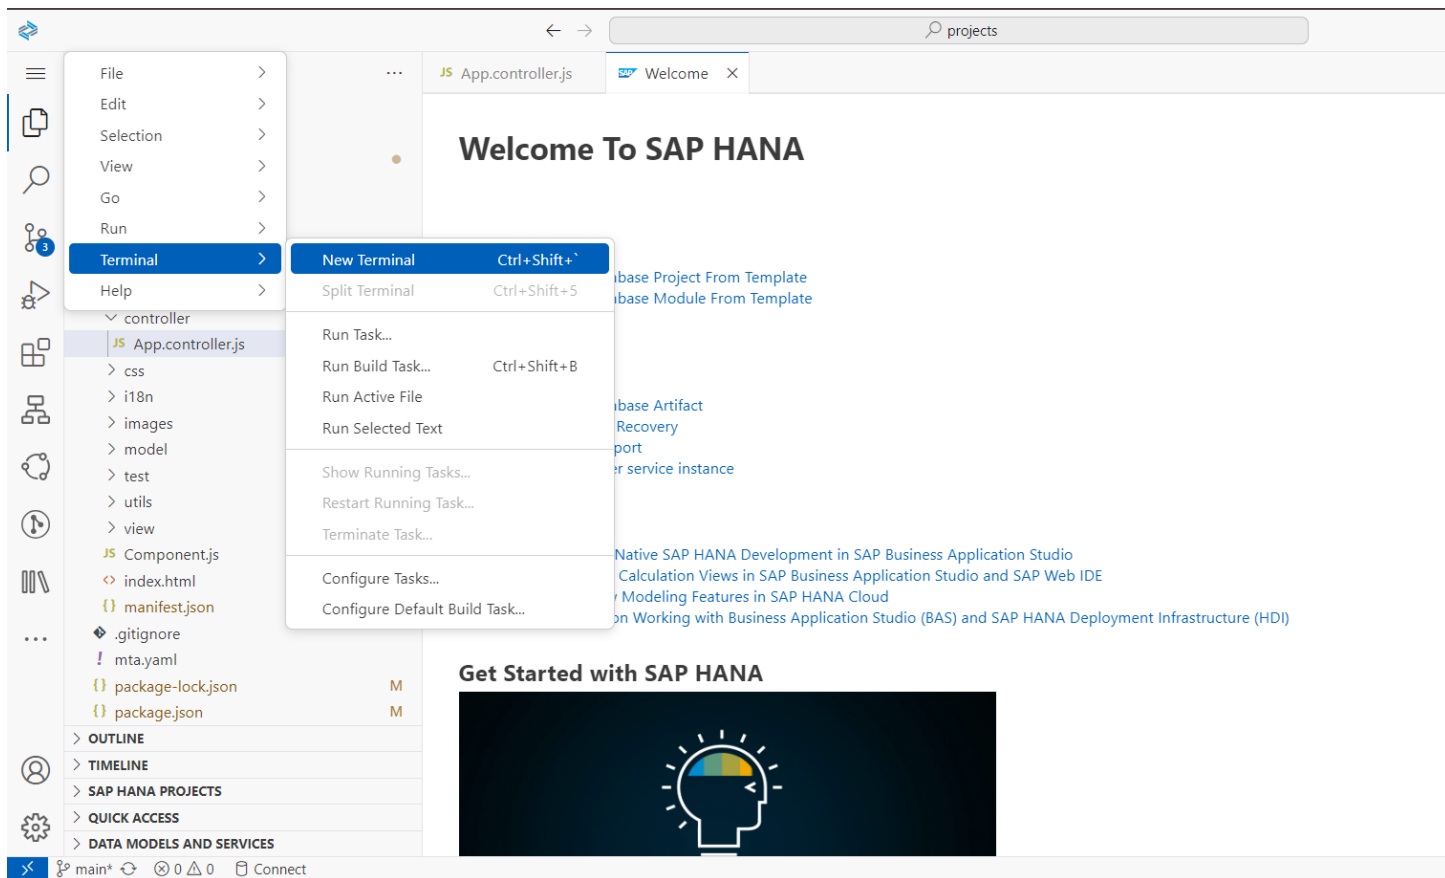 projects
File
Edit
Selection
View
Go
Run
Terminal
Help
New Terminal Ctrl+Shift+`
Split Terminal Ctrl+Shift+5
Run Task...
Run Build Task... Ctrl+Shift+B
Run Active File
Run Selected Text
Show Running Tasks...
Restart Running Task...
Terminate Task...
Configure Tasks...
Configure Default Build Task...
3
controller
JS App.controller.js
css
i18n
images
model
test
utils
view
JS Component.js
<> index.html
{} manifest.json
.gitignore
! mta.yaml
{} package-lock.json M
{} package.json M
OUTLINE
TIMELINE
SAP HANA PROJECTS
QUICK ACCESS
DATA MODELS AND SERVICES
JS App.controller.js
SAP Welcome
Welcome To SAP HANA
Project From Template
Module From Template
Artifact
Recovery
service instance
Native SAP HANA Development in SAP Business Application Studio
Calculation Views in SAP Business Application Studio and SAP Web IDE
Modeling Features in SAP HANA Cloud
on Working with Business Application Studio (BAS) and SAP HANA Deployment Infrastructure (HDI)
Get Started with SAP HANA
main* 0 0 Connect